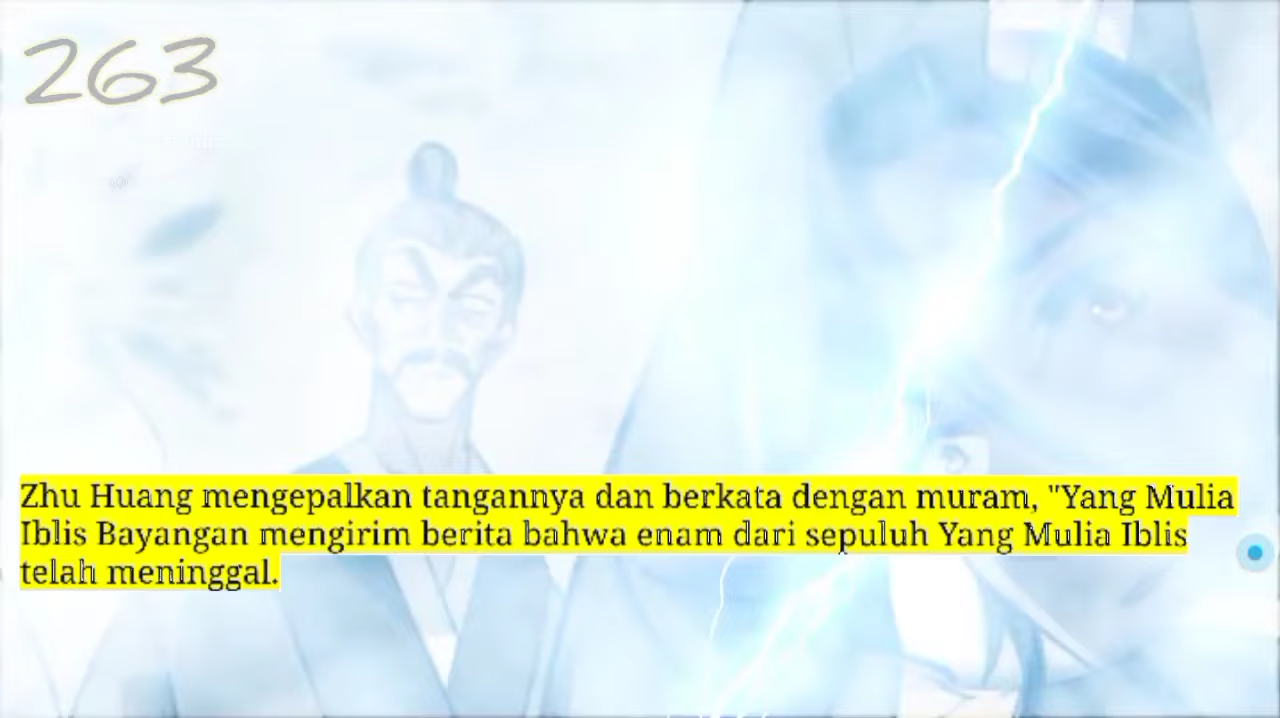 263
Zhu Huang mengepalkan tangannya dan berkata dengan muram, "Yang Mulia
Iblis Bayangan mengirim berita bahwa enam dari sepuluh Yang Mulia Iblis
telah meninggal.